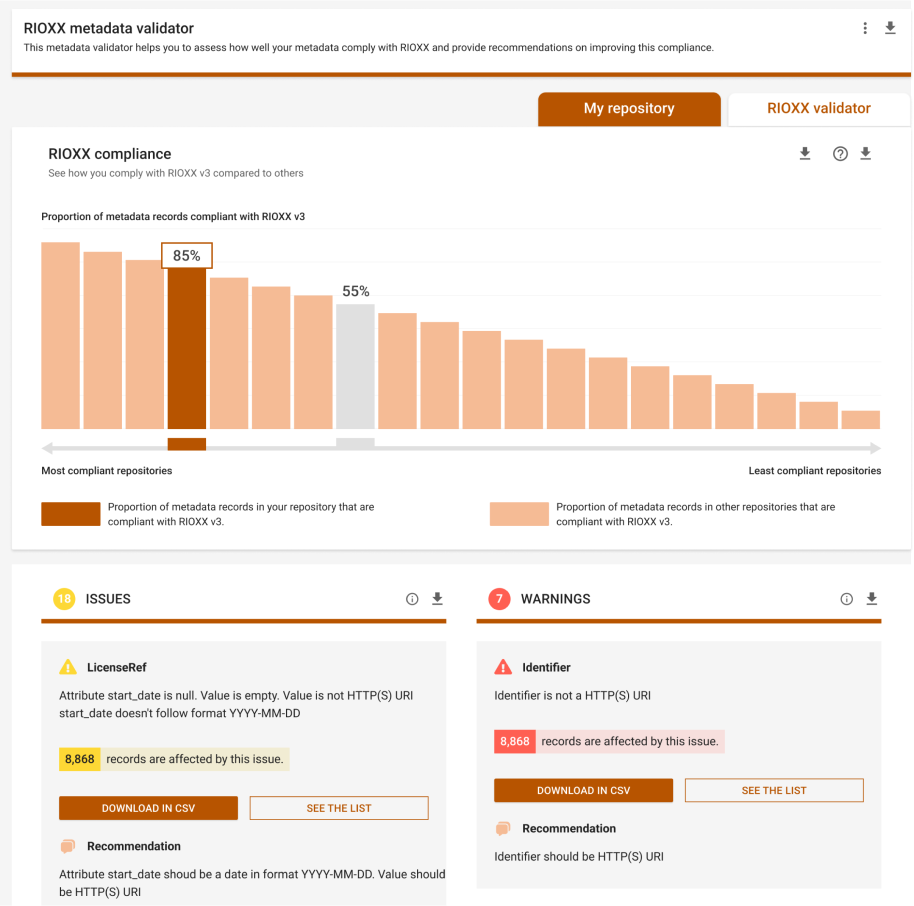 RIOXX metadata validator
This metadata validator helps you to assess how well your metadata comply with RIOXX and provide recommendations on improving this compliance.
My repository
RIOXX validator
RIOXX compliance
See how you comply with RIOXX v3 compared to others
Proportion of metadata records compliant with RIOXX v3
85%
55%
Most compliant repositories
Least compliant repositories
Proportion of metadata records in your repository that are
compliant with RIOXX v3.
Proportion of metadata records in other repositories that are
compliant with RIOXX v3.
18 ISSUES
LicenseRef
Attribute start_date is null. Value is empty. Value is not HTTP(S) URI
start_date doesn't follow format YYYY-MM-DD
8,868 records are affected by this issue.
DOWNLOAD IN CSV
SEE THE LIST
Recommendation
Attribute start_date shoud be a date in format YYYY-MM-DD. Value should
be HTTP(S) URI
7 WARNINGS
Identifier
Identifier is not a HTTP(S) URI
8,868 records are affected by this issue.
DOWNLOAD IN CSV
SEE THE LIST
Recommendation
Identifier should be HTTP(S) URI